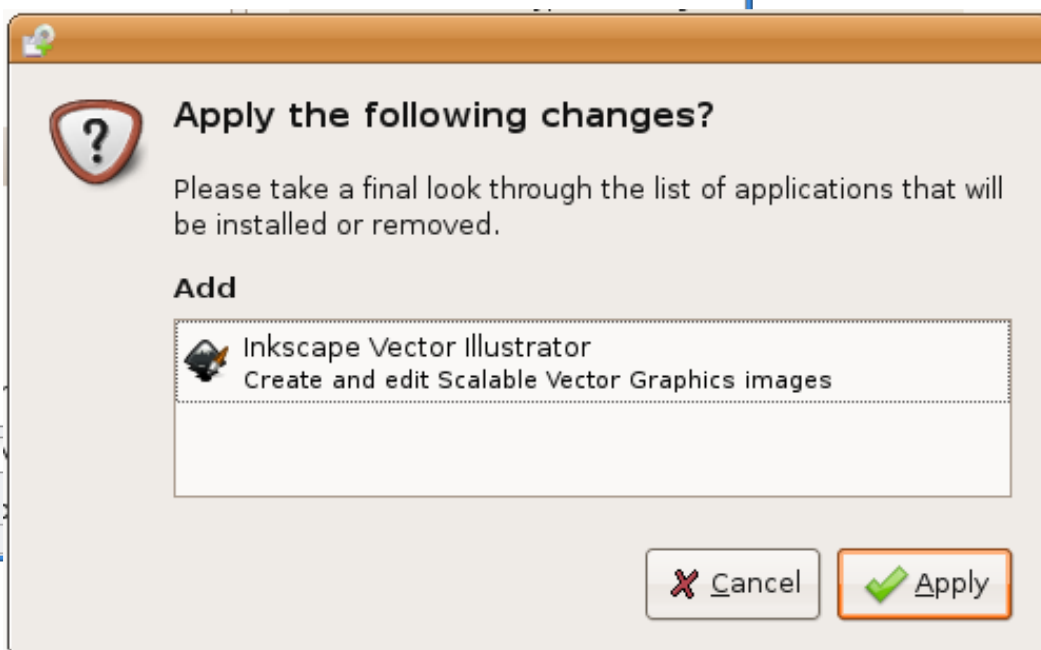 Apply the following changes?
Please take a final look through the list of applications that will
be installed or removed.
Add
Inkscape Vector Illustrator
Create and edit Scalable Vector Graphics images
Cancel
Apply